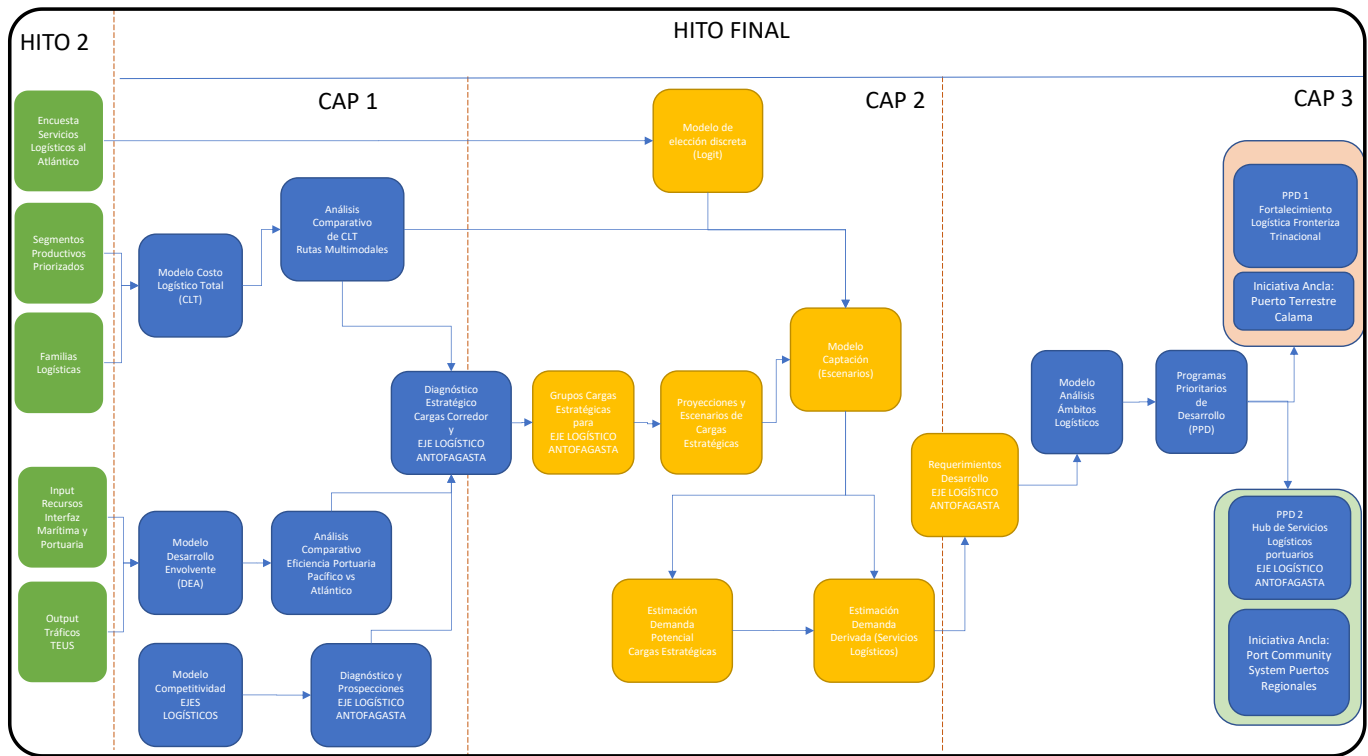 HITO 2
HITO FINAL
CAP 1
CAP 2
CAP 3
Encuesta
Servicios
Logísticos al
Atlántico
Segmentos
Productivos
Priorizados
Familias
Logísticas
Input
Recursos
Interfaz
Marítima y
Portuaria
Output
Tráficos
TEUS
Modelo Costo
Logístico Total
(CLT)
Análisis
Comparativo
de CLT
Rutas Multimodales
Modelo
Desarrollo
Envolvente
(DEA)
Análisis
Comparativo
Eficiencia Portuaria
Pacífico vs
Atlántico
Modelo
Competitividad
EJES
LOGÍSTICOS
Diagnóstico y
Prospecciones
EJE LOGÍSTICO
ANTOFAGASTA
Diagnóstico
Estratégico
Cargas Corredor
y
EJE LOGÍSTICO
ANTOFAGASTA
Modelo de
elección discreta
(Logit)
Grupos Cargas
Estratégicas
para
EJE LOGÍSTICO
ANTOFAGASTA
Proyecciones y
Escenarios de
Cargas
Estratégicas
Modelo
Captación
(Escenarios)
Estimación
Demanda
Potencial
Cargas Estratégicas
Estimación
Demanda
Derivada (Servicios
Logísticos)
Requerimientos
Desarrollo
EJE LOGÍSTICO
ANTOFAGASTA
Modelo
Análisis
Ámbitos
Logísticos
Programas
Prioritarios
de
Desarrollo
(PPD)
PPD 1
Fortalecimiento
Logística Fronteriza
Trinacional
Iniciativa Ancla:
Puerto Terrestre
Calama
PPD 2
Hub de Servicios
Logísticos
portuarios
EJE LOGÍSTICO
ANTOFAGASTA
Iniciativa Ancla:
Port Community
System Puertos
Regionales